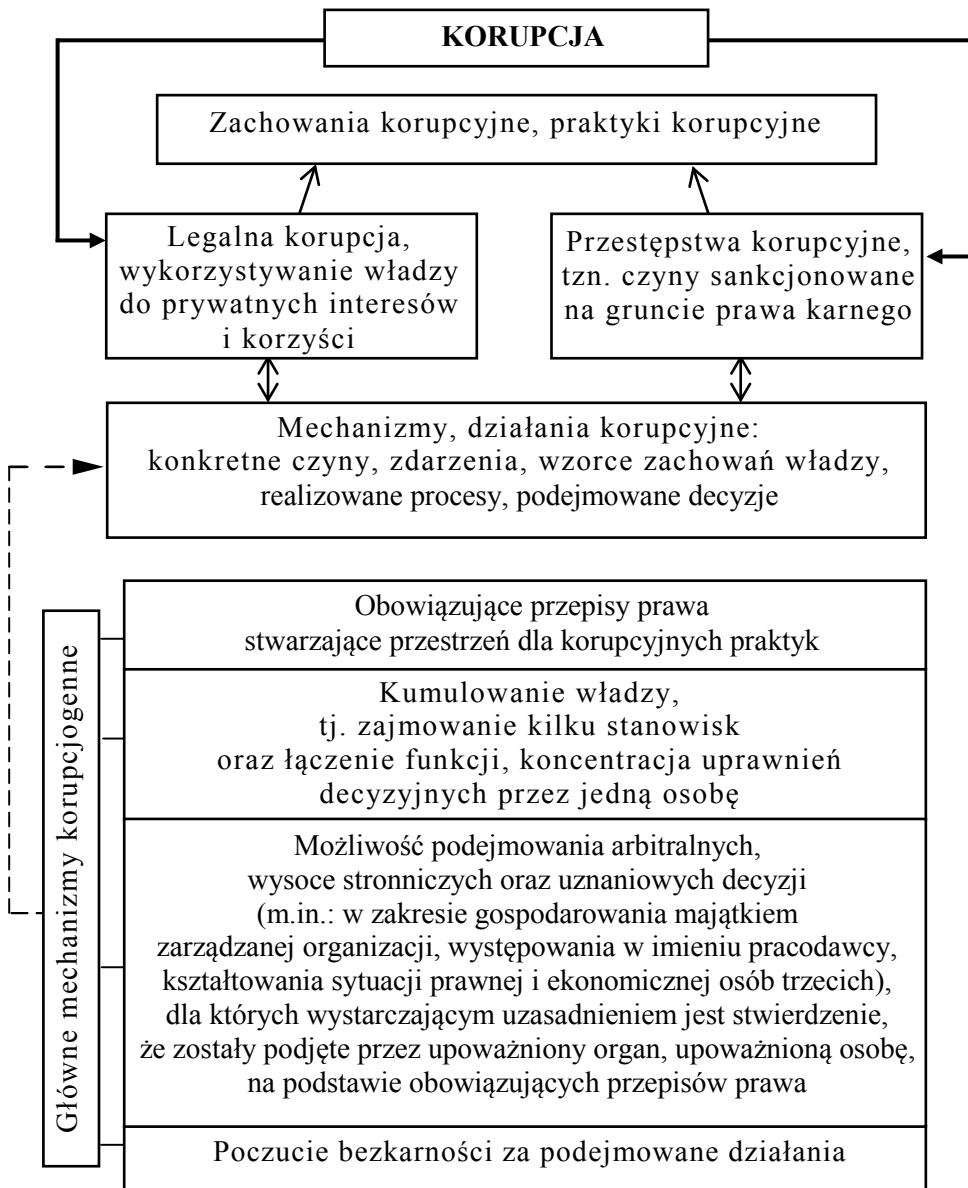 KORUPCJA
Zachowania korupcyjne, praktyki korupcyjne
Legalna korupcja,
wykorzystywanie władzy
do prywatnych interesów
i korzyści
Przestępstwa korupcyjne,
tzn. czyny sankcjonowane
na gruncie prawa karnego
Mechanizmy, działania korupcyjne:
konkretne czyny, zdarzenia, wzorce zachowań władzy,
realizowane procesy, podejmowane decyzje
Główne mechanizmy korupcjogenne
Obowiązujące przepisy prawa
stwarzające przestrzeń dla korupcyjnych praktyk
Kumulowanie władzy,
tj. zajmowanie kilku stanowisk
oraz łączenie funkcji, koncentracja uprawnień
decyzyjnych przez jedną osobę
Możliwość podejmowania arbitralnych,
wysoce stronniczych oraz uznaniowych decyzji
(m.in.: w zakresie gospodarowania majątkiem
zarządzanej organizacji, występowania w imieniu pracodawcy,
kształtowania sytuacji prawnej i ekonomicznej osób trzecich),
dla których wystarczającym uzasadnieniem jest stwierdzenie,
że zostały podjęte przez upoważniony organ, upoważnioną osobę,
na podstawie obowiązujących przepisów prawa
Poczucie bezkarności za podejmowane działania